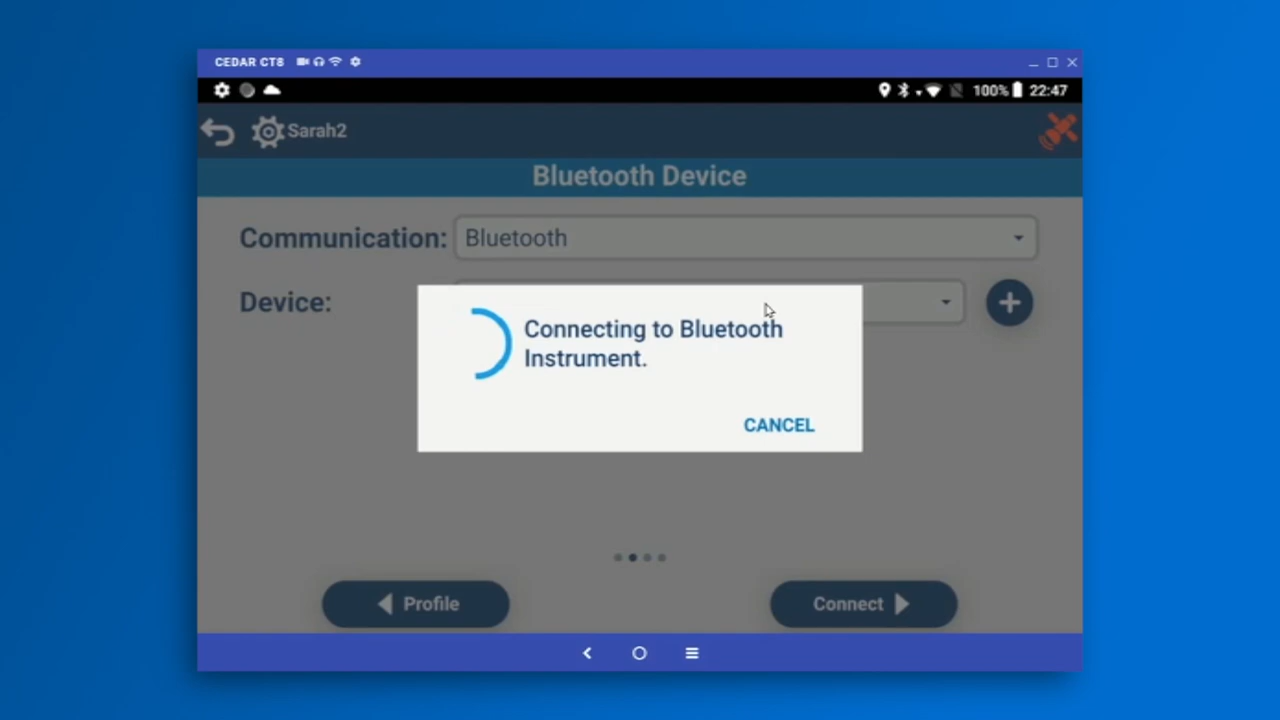 CEDAR CT8
100% 22:47
Sarah2
Bluetooth Device
Communication: Bluetooth
Device:
Connecting to Bluetooth
Instrument.
CANCEL
Profile
Connect